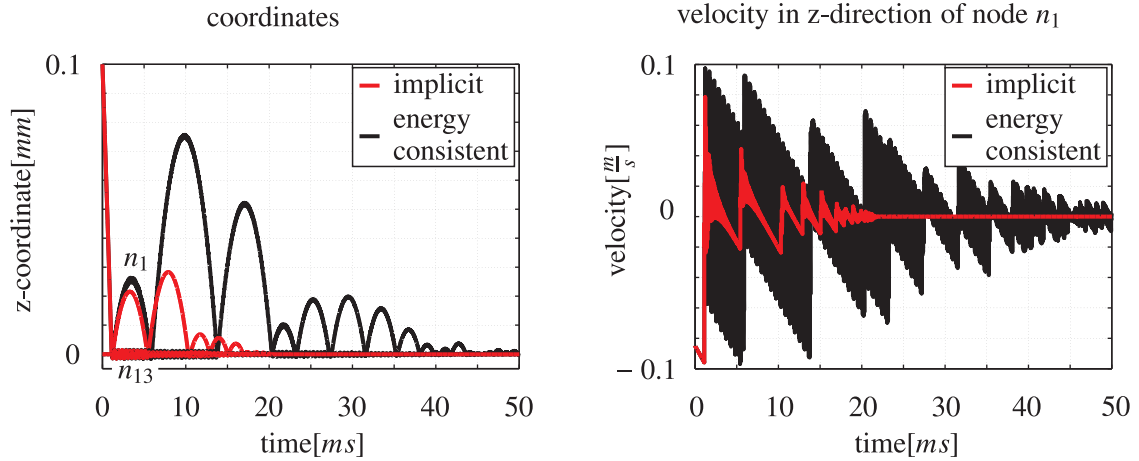 coordinates
0.1
implicit
energy
consistent
z-coordinate[mm]
n1
0
n13
0 10 20 30 40 50
time[ms]
velocity in z-direction of node n1
0.1
implicit
energy
consistent
velocity[m/s]
0
−0.1
0 10 20 30 40 50
time[ms]